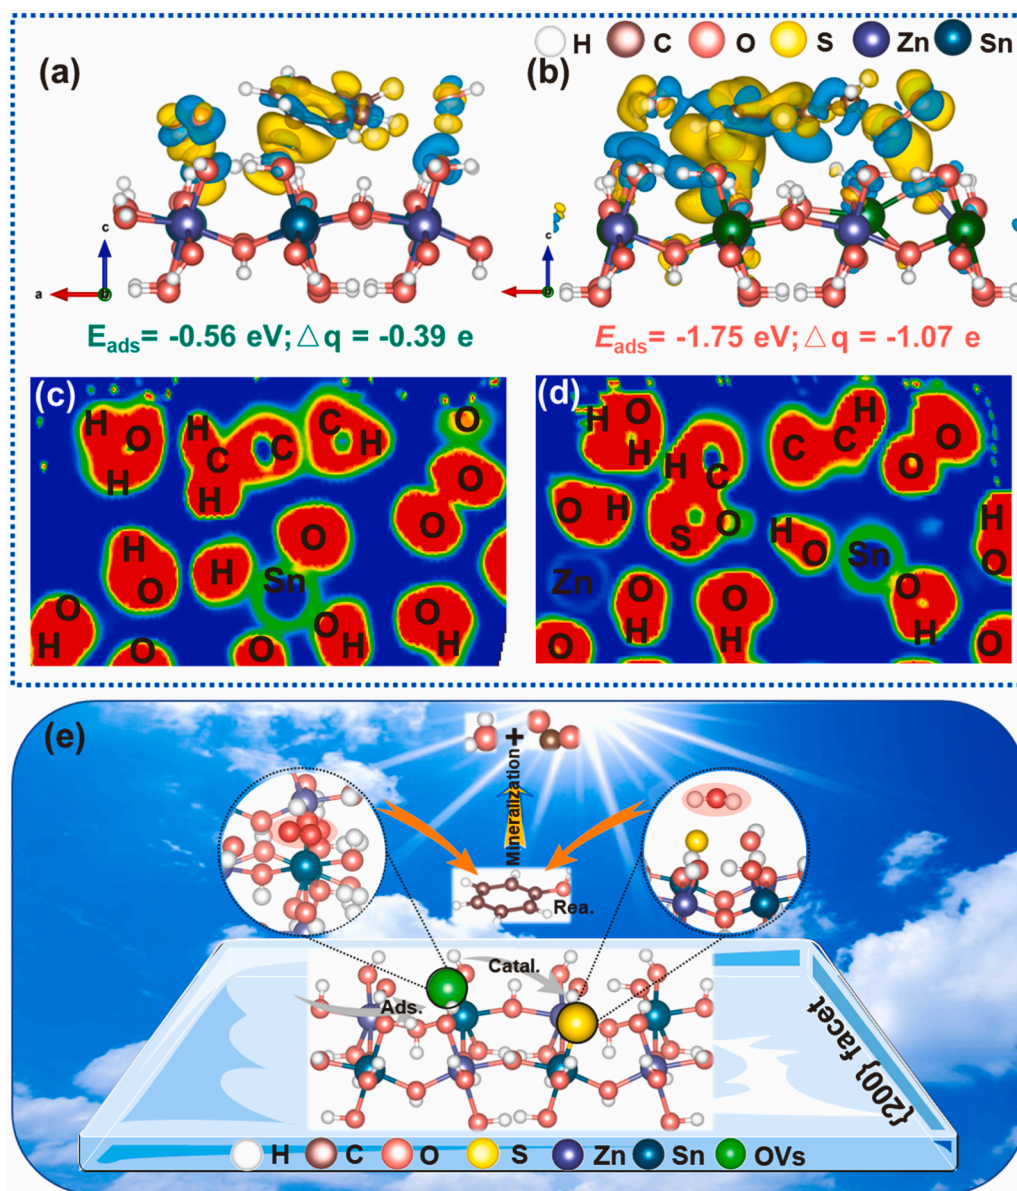 H C O S Zn Sn
(a)
(b)
c
a
b
c
E_ads= -0.56 eV; △q = -0.39 e
E_ads= -1.75 eV; △q = -1.07 e
(c)
H O H
H C C H
C H
O
O
O
H O
H
O
Sn
O H
O H
O
O
O H
(d)
H O H
H C
C C H
O O
O H
S O
H O
Sn
H O
Zn
O H
O H
O H
O
O
(e)
+
Mineralization
Rea.
Catal.
Ads.
{200} facet
H C O S Zn Sn OVs